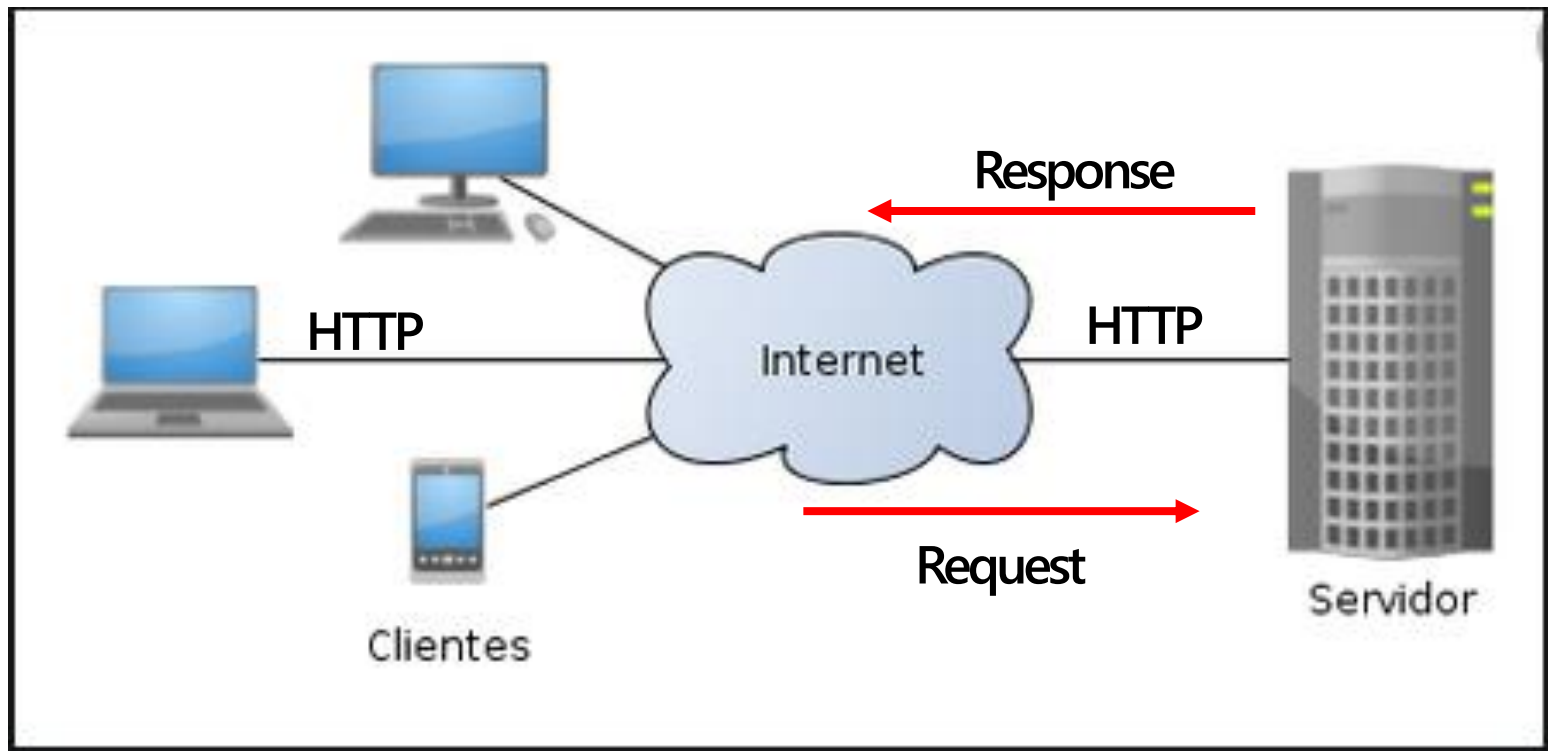 Response
HTTP
HTTP
Internet
Request
Servidor
Clientes